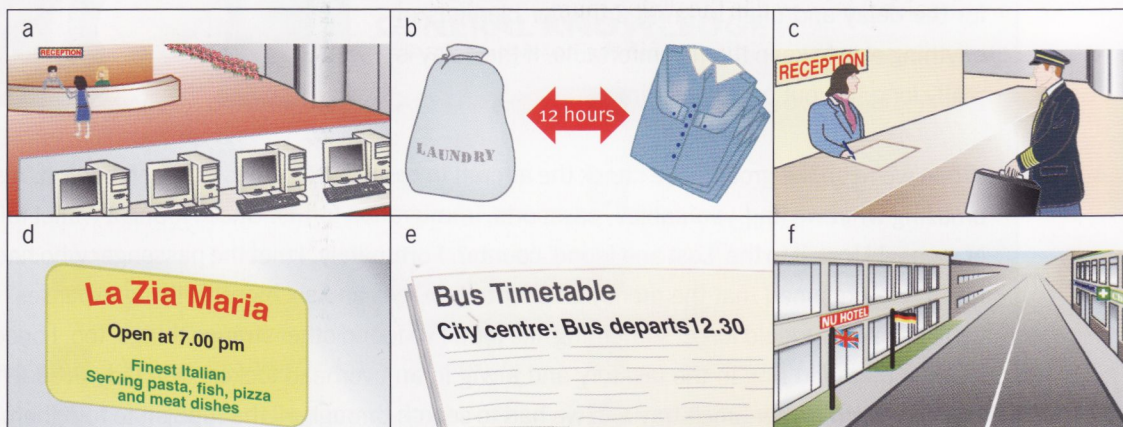 a
RECEPTION
b
LAUNDRY
12 hours
c
RECEPTION
d
La Zia Maria
Open at 7.00 pm
Finest Italian
Serving pasta, fish, pizza
and meat dishes
e
Bus Timetable
City centre: Bus departs12.30
f
NU HOTEL